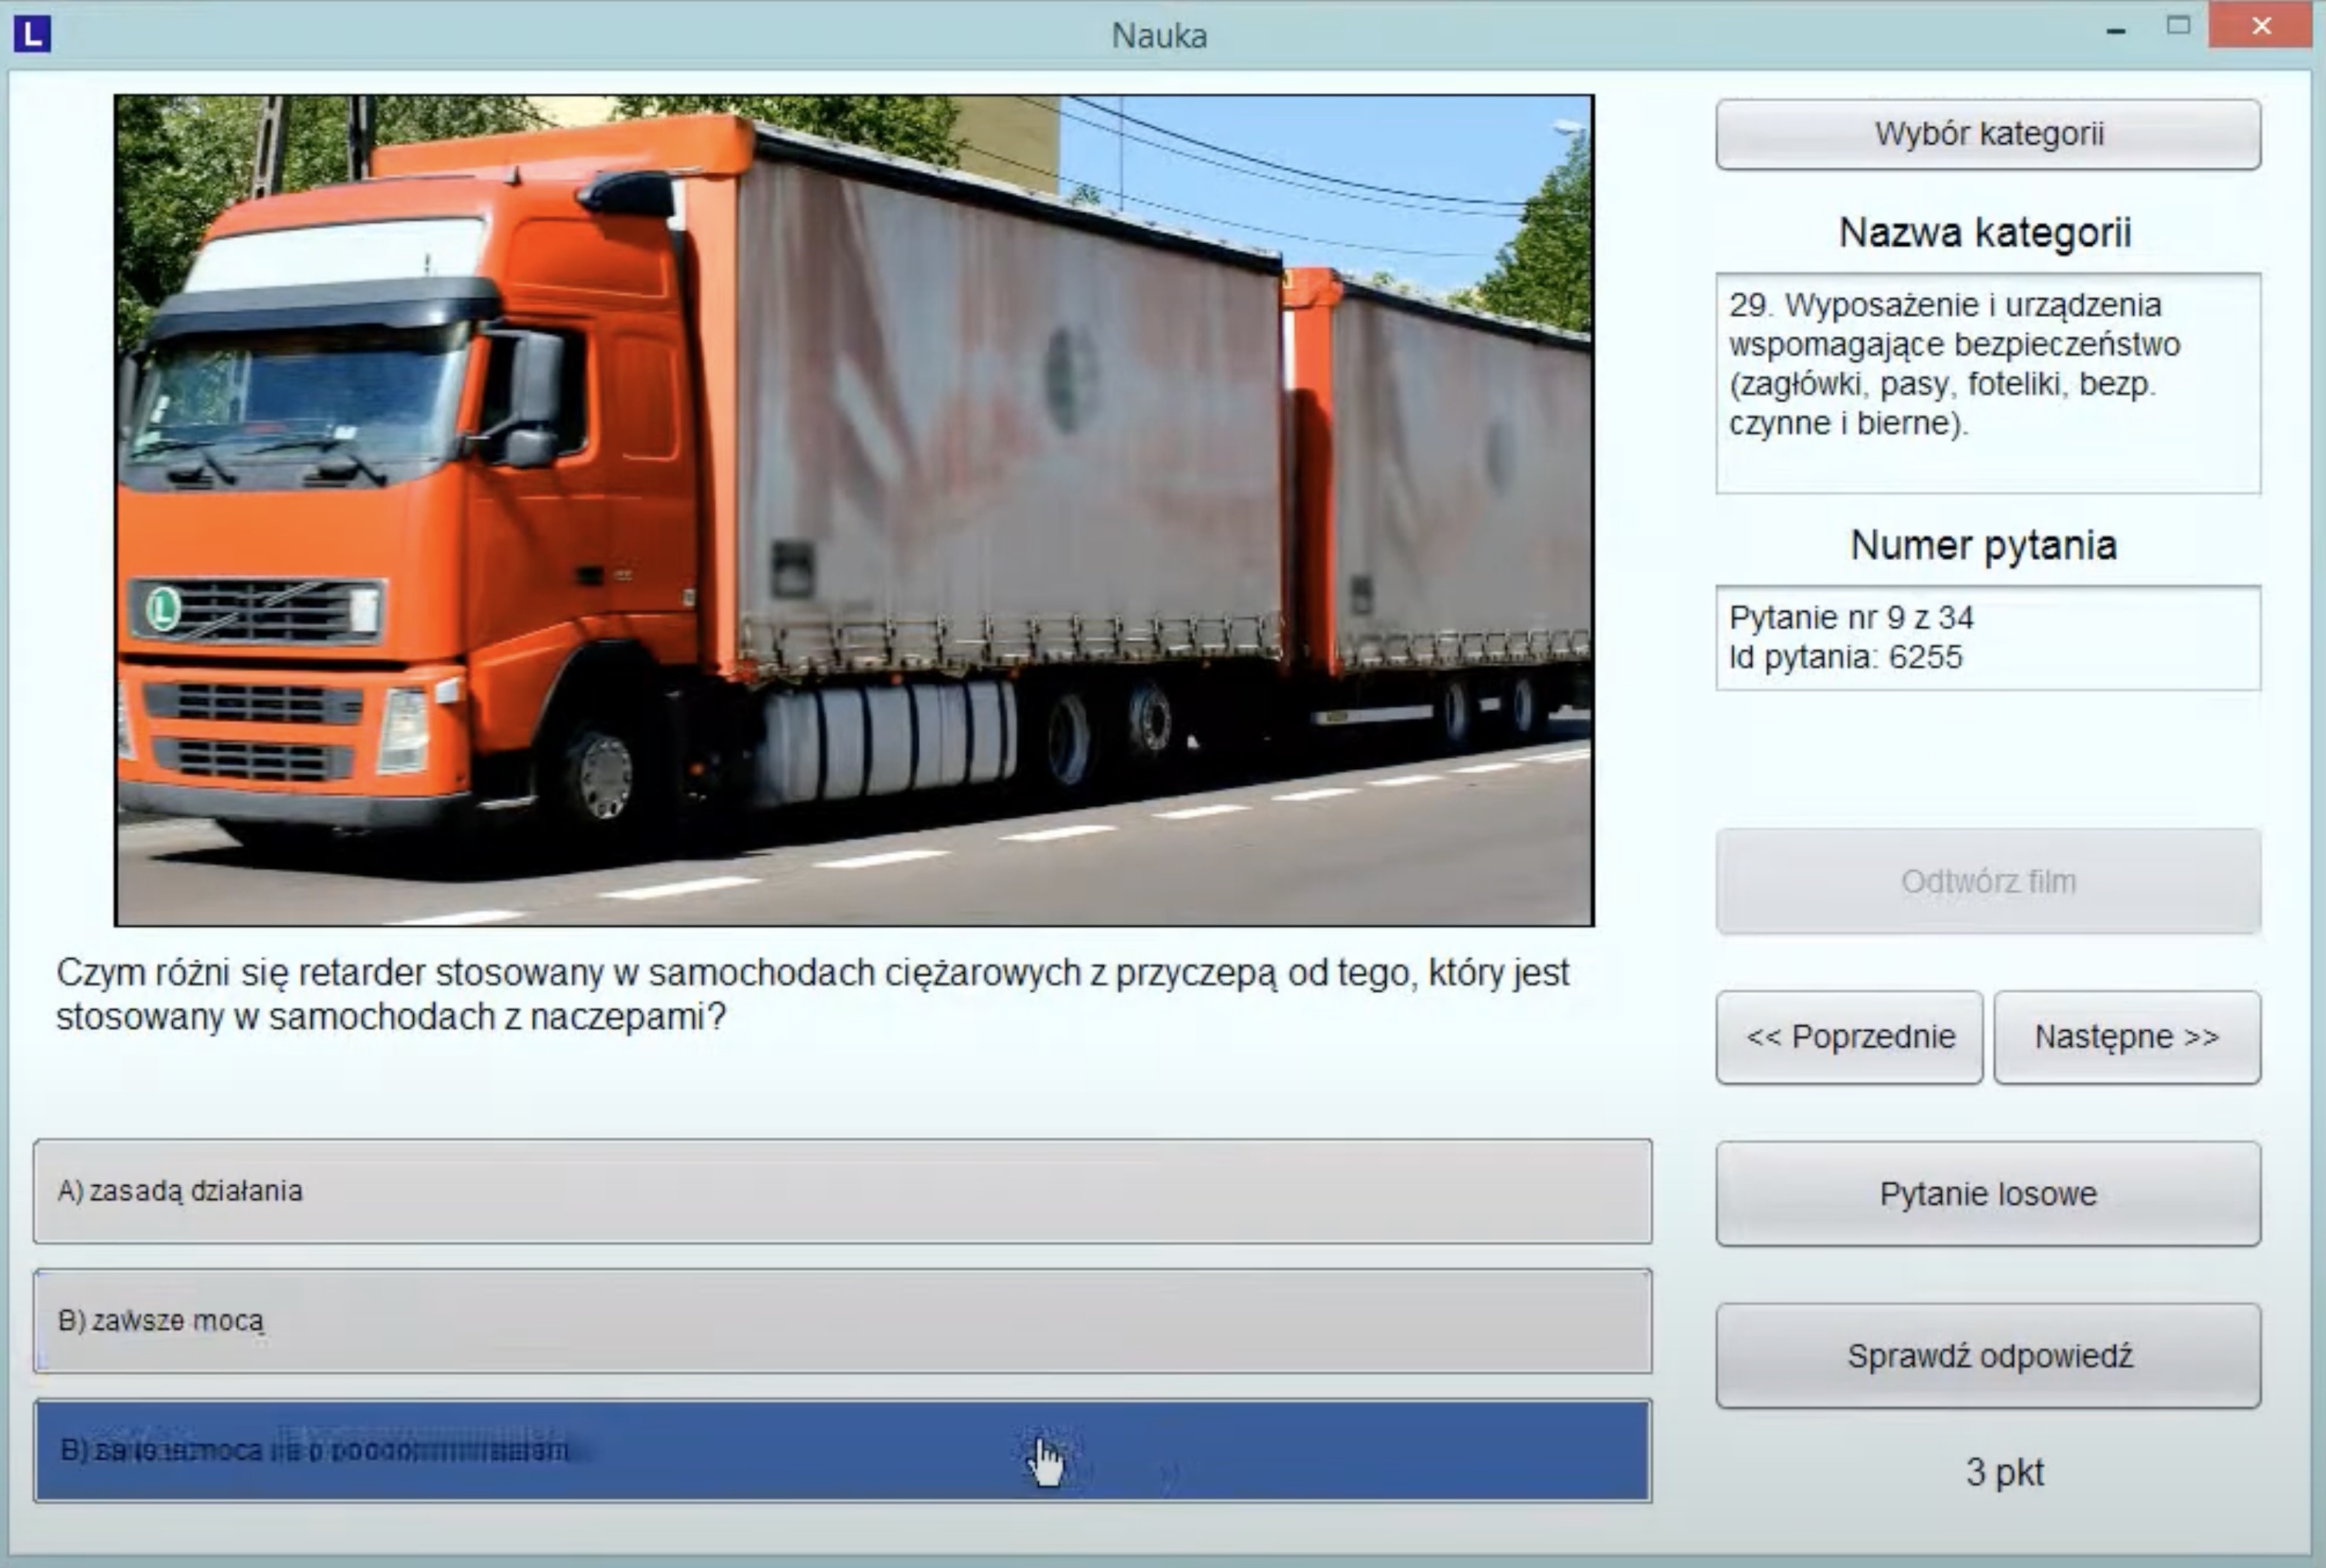 L
Nauka
Wybór kategorii
Nazwa kategorii
29. Wyposażenie i urządzenia
wspomagające bezpieczeństwo
(zagłówki, pasy, foteliki, bezp.
czynne i bierne).
Numer pytania
Pytanie nr 9 z 34
Id pytania: 6255
Odtwórz film
<< Poprzednie
Następne >>
Pytanie losowe
Sprawdź odpowiedź
3 pkt
L
Czym różni się retarder stosowany w samochodach ciężarowych z przyczepą od tego, który jest
stosowany w samochodach z naczepami?
A) zasadą działania
B) zawsze mocą